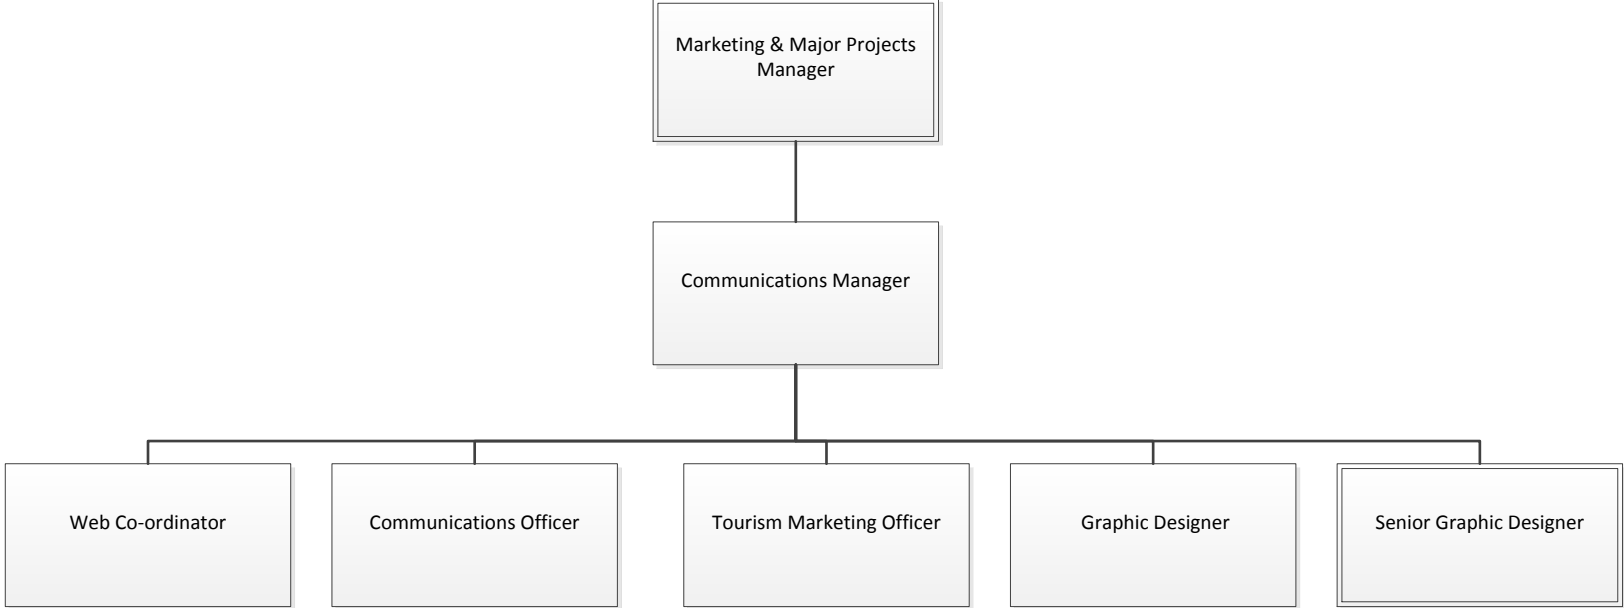 Marketing & Major Projects
Manager
Communications Manager
Web Co-ordinator
Communications Officer
Tourism Marketing Officer
Graphic Designer
Senior Graphic Designer